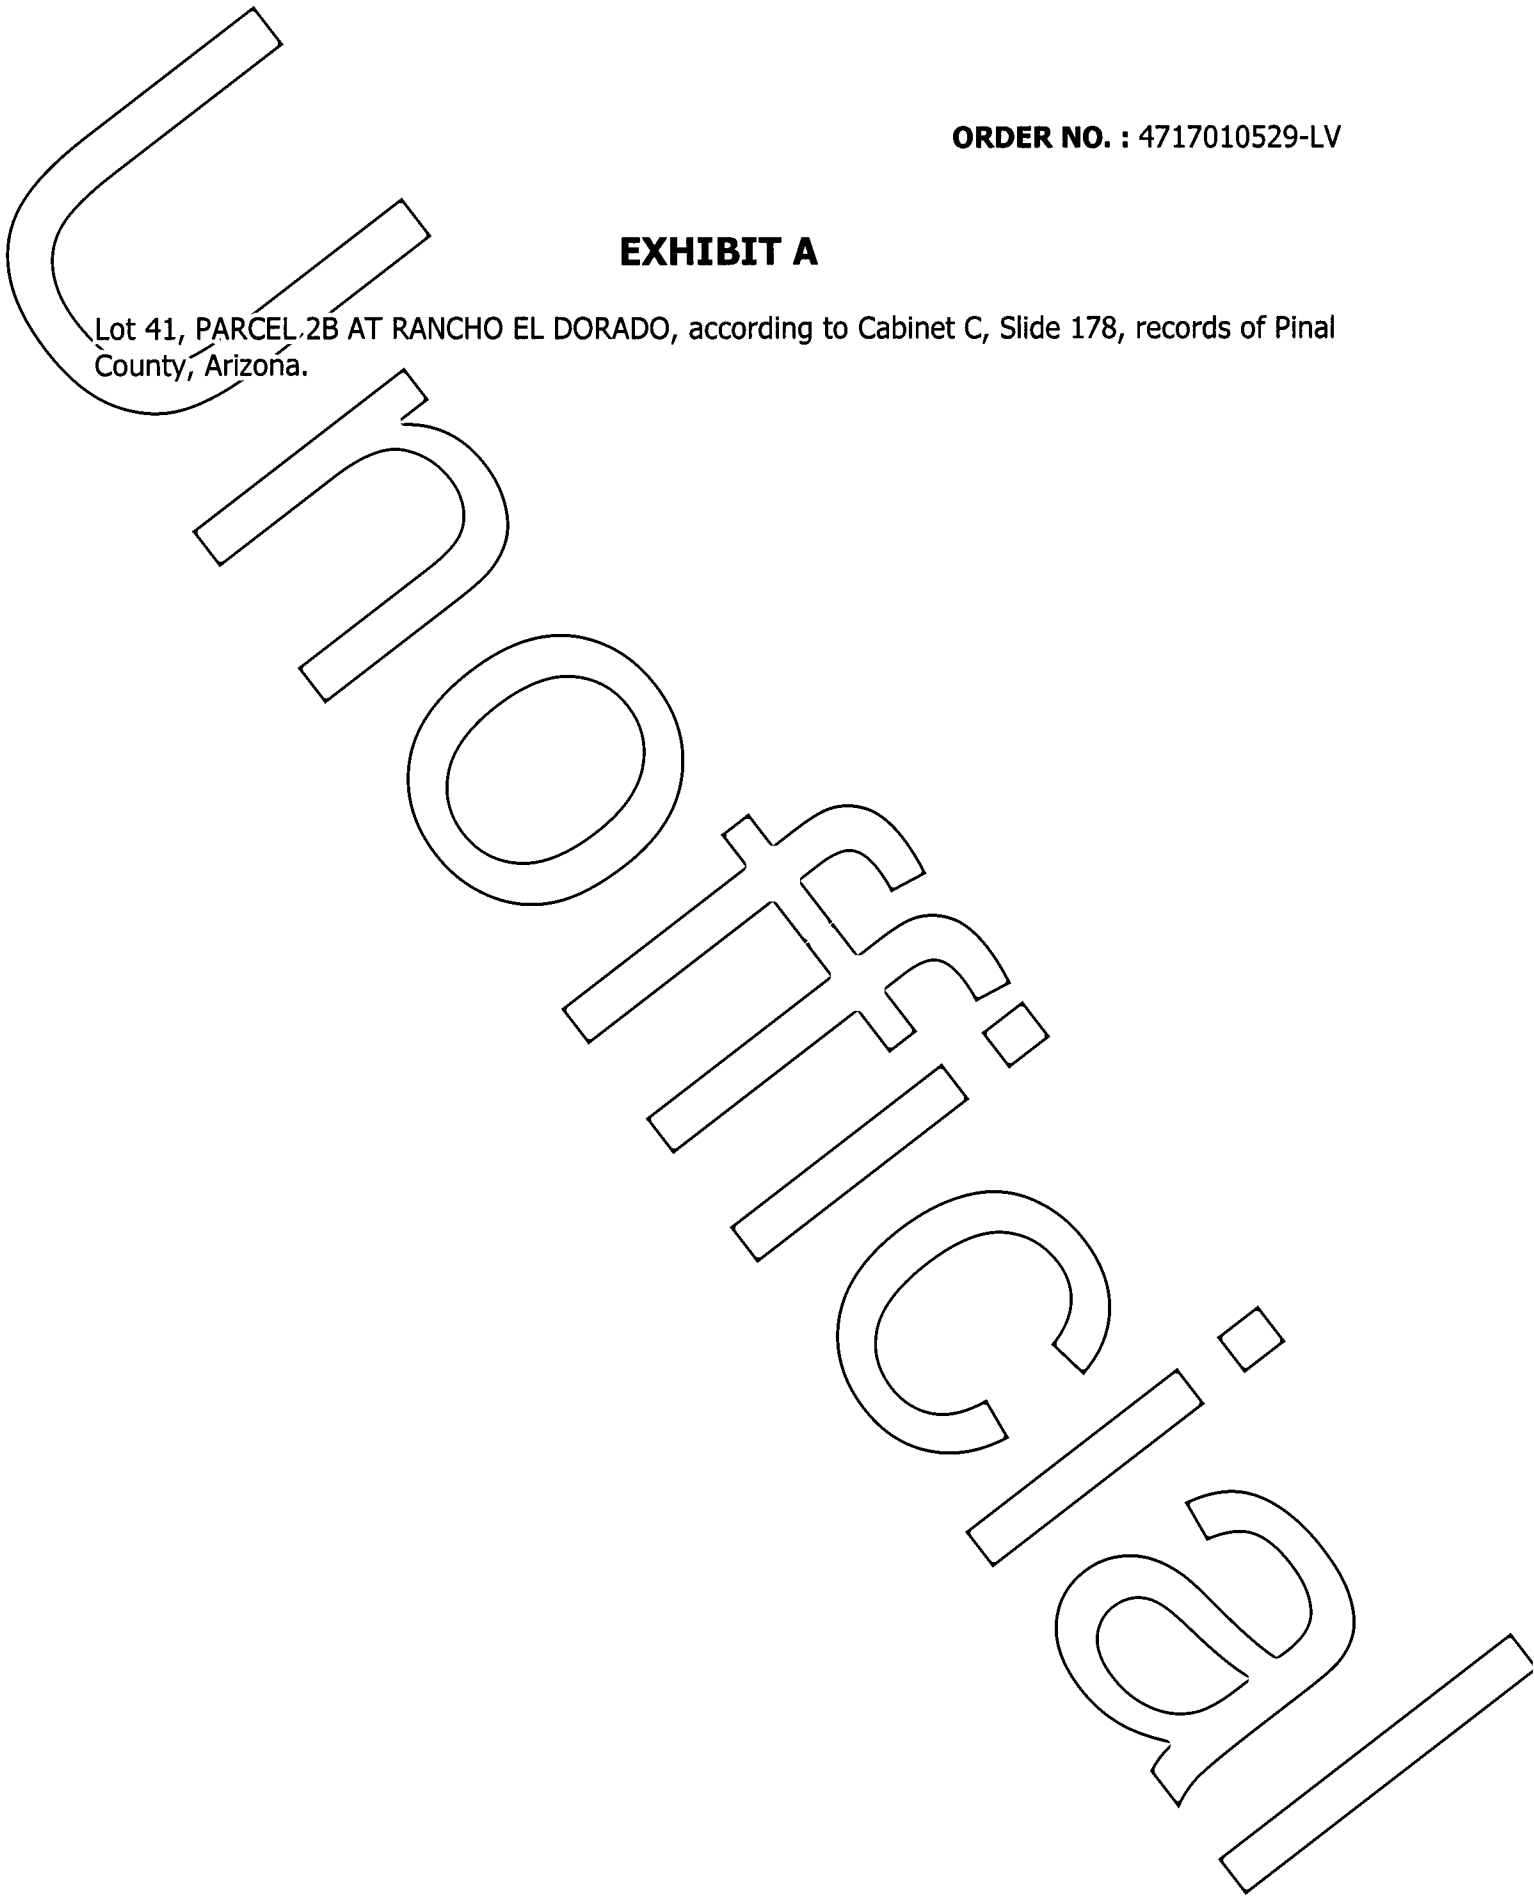 ORDER NO. : 4717010529-LV
EXHIBIT A
Lot 41, PARCEL 2B AT RANCHO EL DORADO, according to Cabinet C, Slide 178, records of Pinal
County, Arizona.
Unofficial